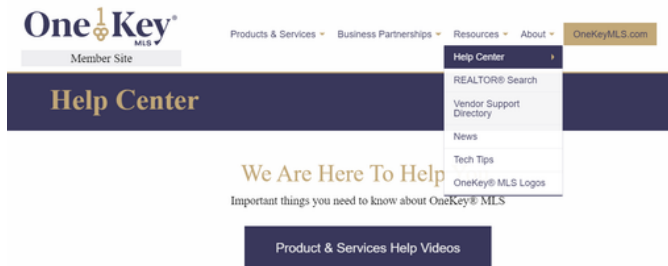 One Key®
MLS
Member Site
Products & Services
Business Partnerships
Resources
About
OneKeyMLS.com
Help Center
REALTOR® Search
Vendor Support
Directory
News
Tech Tips
OneKey® MLS Logos
Help Center
We Are Here To Help
Important things you need to know about OneKey® MLS
Product & Services Help Videos